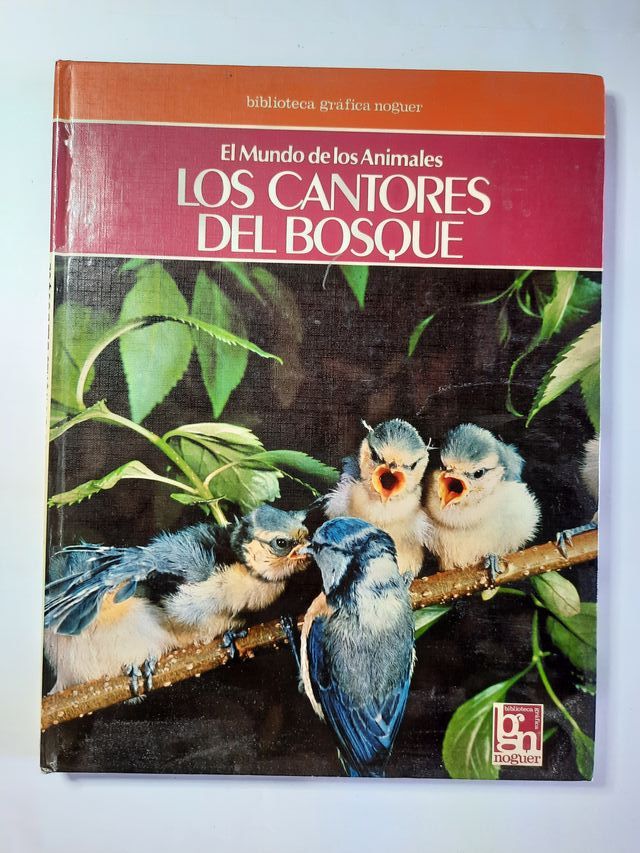 biblioteca gráfica noguer
El Mundo de los Animales
LOS CANTORES
DEL BOSQUE
biblioteca
gráfica
bgn
noguer